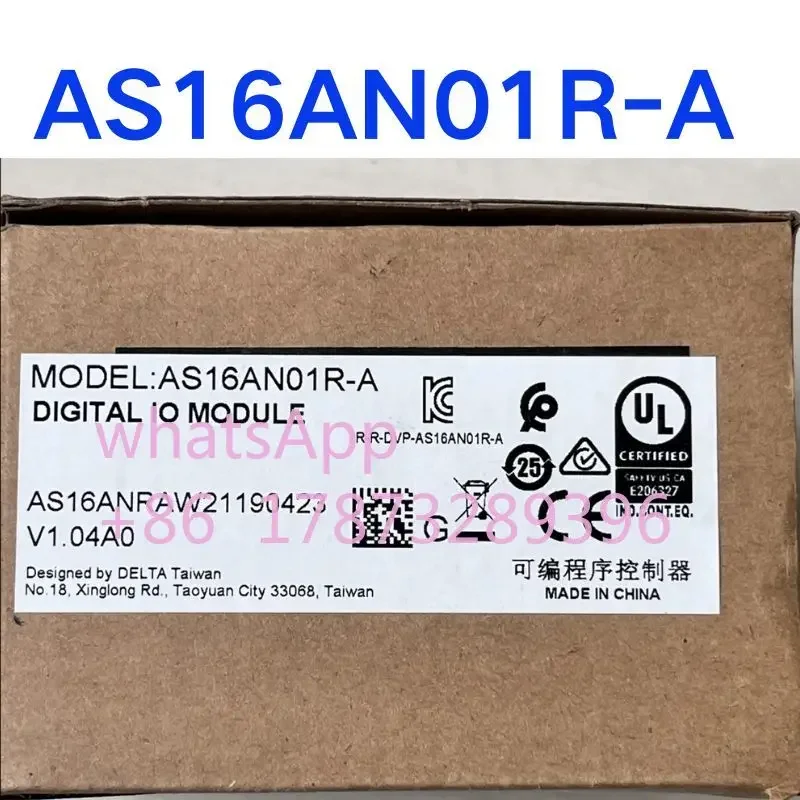 AS16AN01R-A
MODEL:AS16AN01R-A
DIGITAL IO MODULE
whatsApp
R-R-DVP-AS16AN01R-A
25
UL
CERTIFIED
SAFETY US CA
E206327
IND.CONT.EQ.
AS16ANRAW21190423
+86 17873289396
V1.04A0
Designed by DELTA Taiwan
No.18, Xinglong Rd., Taoyuan City 33068, Taiwan
可编程序控制器
MADE IN CHINA